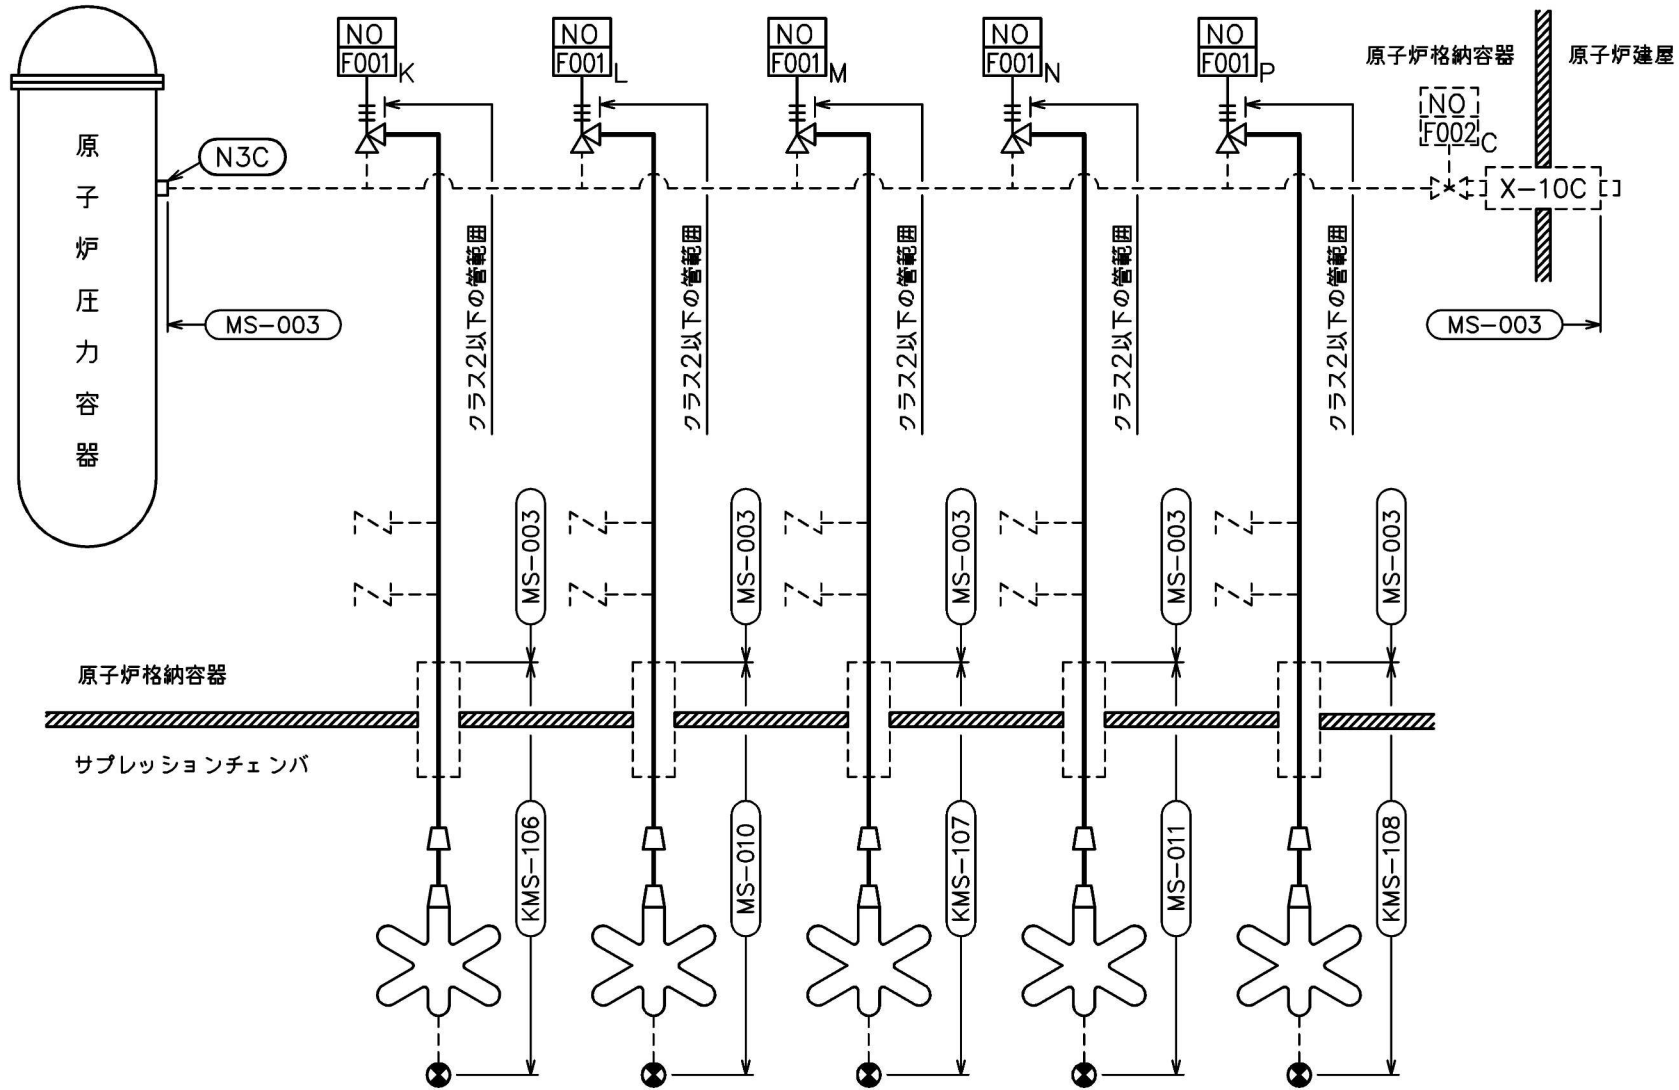 NO
F001 K
NO
F001 L
NO
F001 M
NO
F001 N
NO
F001 P
原子炉格納容器
原子炉建屋
NO
F002 C
原子炉圧力容器
N3C
X-10C
MS-003
MS-003
クラス2以下の管範囲
クラス2以下の管範囲
クラス2以下の管範囲
クラス2以下の管範囲
クラス2以下の管範囲
MS-003
MS-003
MS-003
MS-003
MS-003
原子炉格納容器
サプレッションチェンバ
KMS-106
MS-010
KMS-107
MS-011
KMS-108